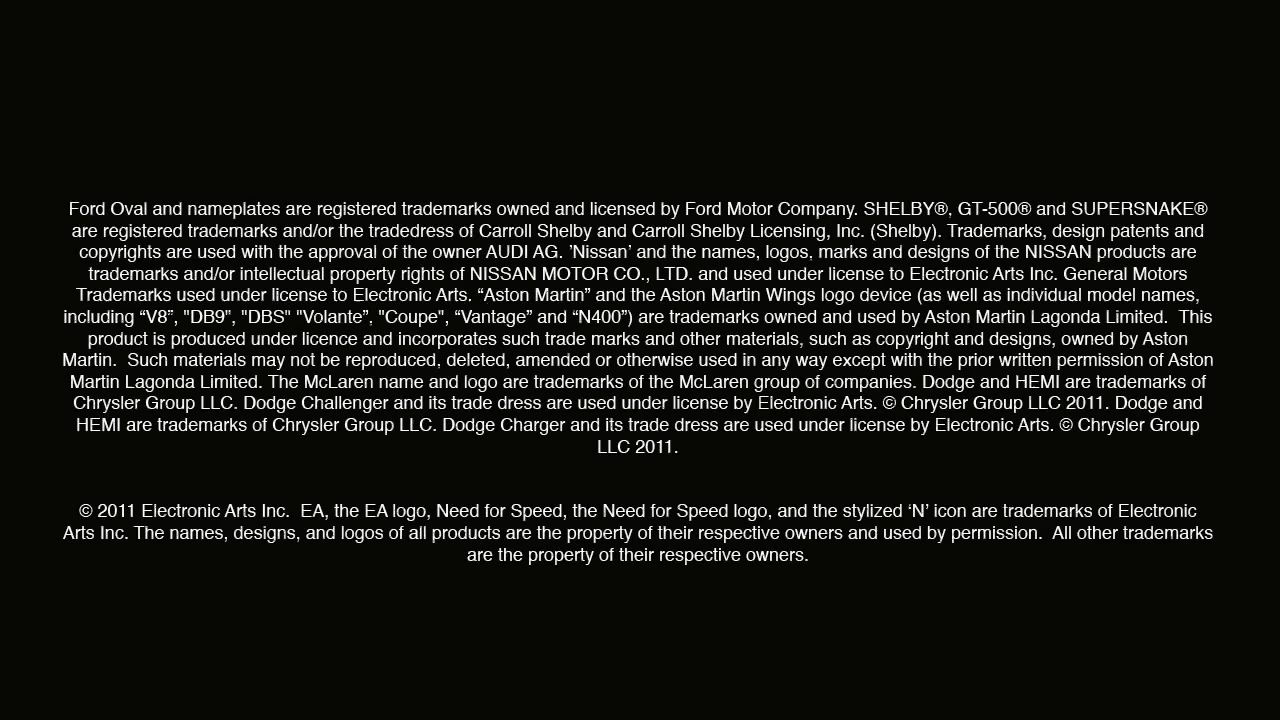 Ford Oval and nameplates are registered trademarks owned and licensed by Ford Motor Company. SHELBY®, GT-500® and SUPERSNAKE®
are registered trademarks and/or the tradedress of Carroll Shelby and Carroll Shelby Licensing, Inc. (Shelby). Trademarks, design patents and
copyrights are used with the approval of the owner AUDI AG. ’Nissan’ and the names, logos, marks and designs of the NISSAN products are
trademarks and/or intellectual property rights of NISSAN MOTOR CO., LTD. and used under license to Electronic Arts Inc. General Motors
Trademarks used under license to Electronic Arts. “Aston Martin” and the Aston Martin Wings logo device (as well as individual model names,
including “V8”, "DB9”, "DBS" "Volante”, "Coupe", “Vantage” and “N400”) are trademarks owned and used by Aston Martin Lagonda Limited.  This
product is produced under licence and incorporates such trade marks and other materials, such as copyright and designs, owned by Aston
Martin.  Such materials may not be reproduced, deleted, amended or otherwise used in any way except with the prior written permission of Aston
Martin Lagonda Limited. The McLaren name and logo are trademarks of the McLaren group of companies. Dodge and HEMI are trademarks of
Chrysler Group LLC. Dodge Challenger and its trade dress are used under license by Electronic Arts. © Chrysler Group LLC 2011. Dodge and
HEMI are trademarks of Chrysler Group LLC. Dodge Charger and its trade dress are used under license by Electronic Arts. © Chrysler Group
LLC 2011.
© 2011 Electronic Arts Inc.  EA, the EA logo, Need for Speed, the Need for Speed logo, and the stylized ‘N’ icon are trademarks of Electronic
Arts Inc. The names, designs, and logos of all products are the property of their respective owners and used by permission.  All other trademarks
are the property of their respective owners.